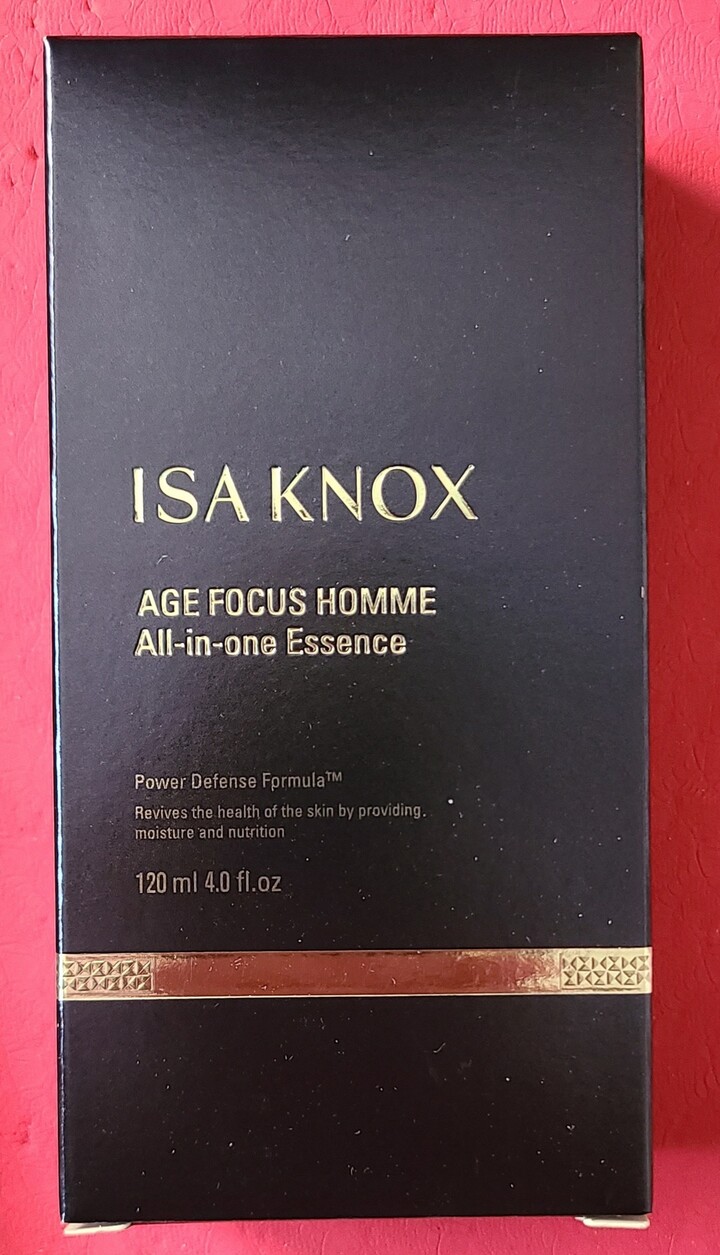 ISA KNOX
AGE FOCUS HOMME
All-in-one Essence
Power Defense Formula™
Revives the health of the skin by providing
moisture and nutrition
120 ml 4.0 fl.oz